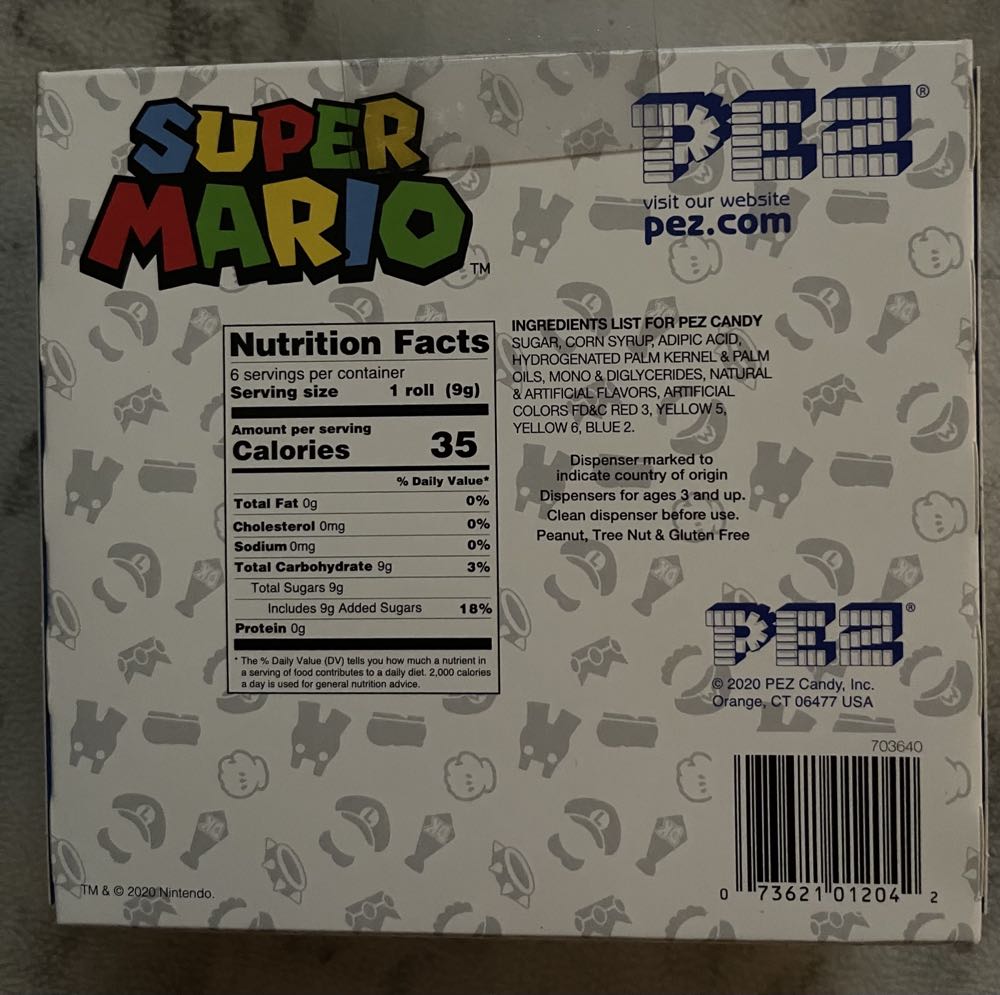 SUPER
MARIO™
PEZ®
visit our website
pez.com
Nutrition Facts
6 servings per container
Serving size 1 roll (9g)
Amount per serving
Calories 35
% Daily Value*
Total Fat 0g 0%
Cholesterol 0mg 0%
Sodium 0mg 0%
Total Carbohydrate 9g 3%
Total Sugars 9g
Includes 9g Added Sugars 18%
Protein 0g
* The % Daily Value (DV) tells you how much a nutrient in
a serving of food contributes to a daily diet. 2,000 calories
a day is used for general nutrition advice.
INGREDIENTS LIST FOR PEZ CANDY
SUGAR, CORN SYRUP, ADIPIC ACID,
HYDROGENATED PALM KERNEL & PALM
OILS, MONO & DIGLYCERIDES, NATURAL
& ARTIFICIAL FLAVORS, ARTIFICIAL
COLORS FD&C RED 3, YELLOW 5,
YELLOW 6, BLUE 2.
Dispenser marked to
indicate country of origin
Dispensers for ages 3 and up.
Clean dispenser before use.
Peanut, Tree Nut & Gluten Free
PEZ®
© 2020 PEZ Candy, Inc.
Orange, CT 06477 USA
703640
0 73621 01204 2
TM & © 2020 Nintendo.